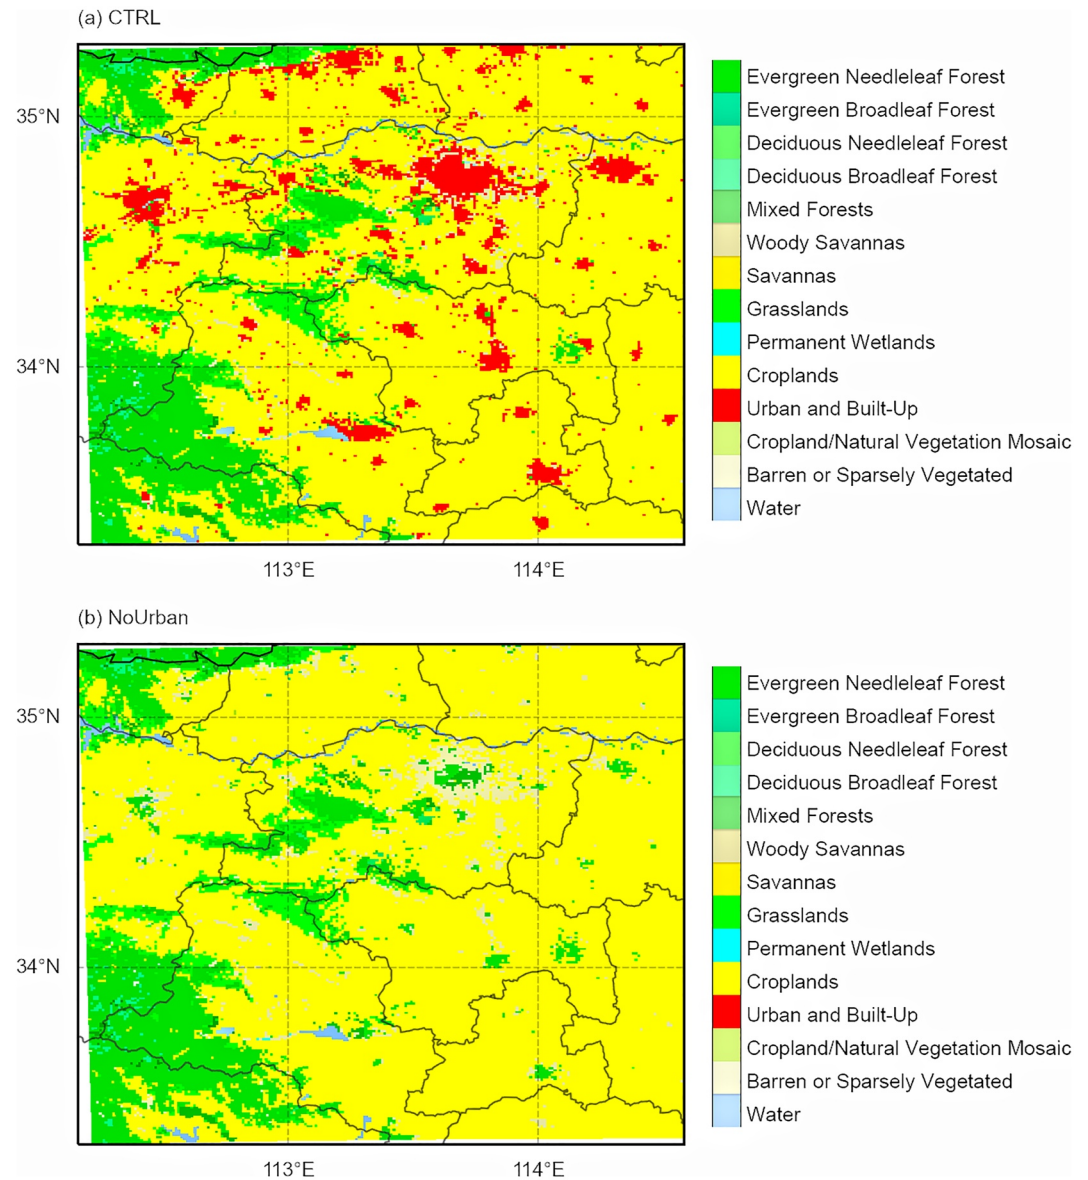 (a) CTRL
35°N
34°N
113°E
114°E
Evergreen Needleleaf Forest
Evergreen Broadleaf Forest
Deciduous Needleleaf Forest
Deciduous Broadleaf Forest
Mixed Forests
Woody Savannas
Savannas
Grasslands
Permanent Wetlands
Croplands
Urban and Built-Up
Cropland/Natural Vegetation Mosaic
Barren or Sparsely Vegetated
Water
(b) NoUrban
35°N
34°N
113°E
114°E
Evergreen Needleleaf Forest
Evergreen Broadleaf Forest
Deciduous Needleleaf Forest
Deciduous Broadleaf Forest
Mixed Forests
Woody Savannas
Savannas
Grasslands
Permanent Wetlands
Croplands
Urban and Built-Up
Cropland/Natural Vegetation Mosaic
Barren or Sparsely Vegetated
Water